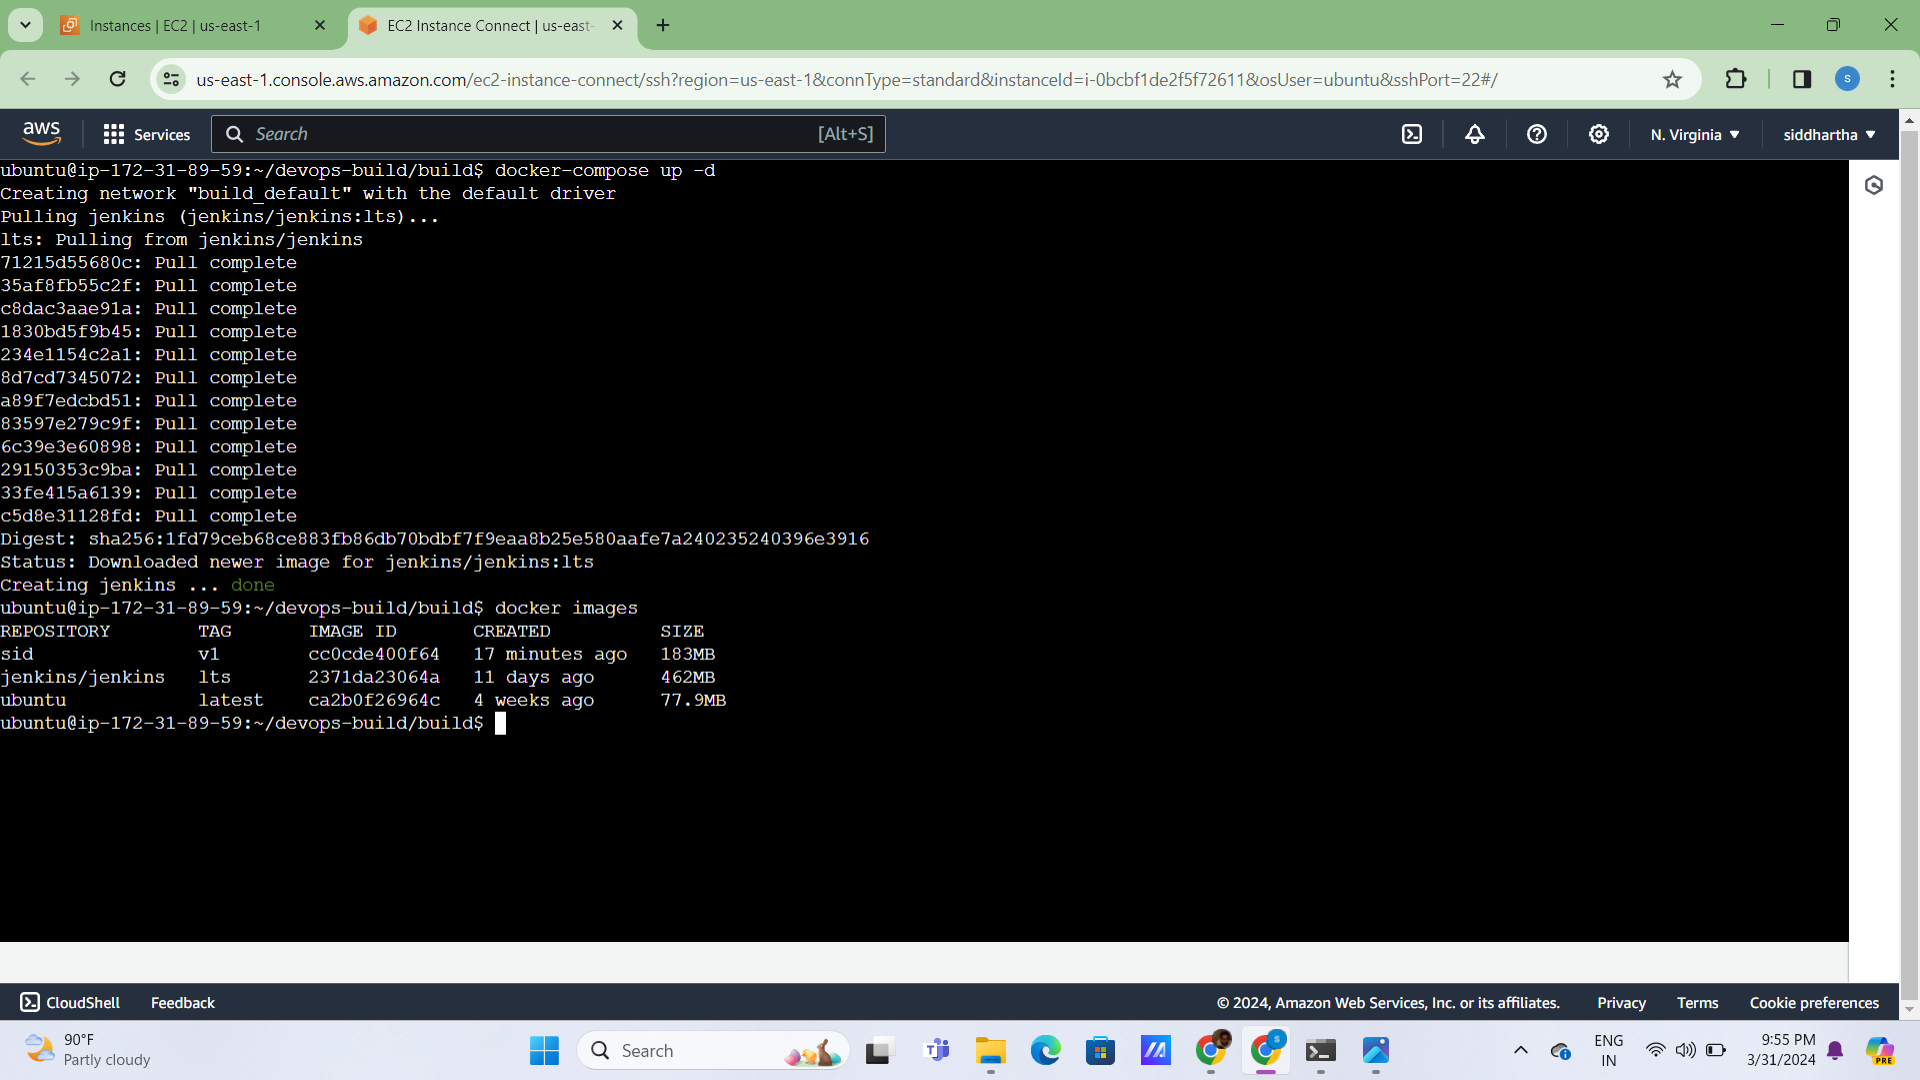 Instances | EC2 | us-east-1
EC2 Instance Connect | us-east-
us-east-1.console.aws.amazon.com/ec2-instance-connect/ssh?region=us-east-1&connType=standard&instanceId=i-0bcbf1de2f5f72611&osUser=ubuntu&sshPort=22#/
S
aws
Services
Search
[Alt+S]
N. Virginia
siddhartha
ubuntu@ip-172-31-89-59:~/devops-build/build$ docker-compose up -d
Creating network "build_default" with the default driver
Pulling jenkins (jenkins/jenkins:lts)...
lts: Pulling from jenkins/jenkins
71215d55680c: Pull complete
35af8fb55c2f: Pull complete
c8dac3aae91a: Pull complete
1830bd5f9b45: Pull complete
234e1154c2a1: Pull complete
8d7cd7345072: Pull complete
a89f7edcbd51: Pull complete
83597e279c9f: Pull complete
6c39e3e60898: Pull complete
29150353c9ba: Pull complete
33fe415a6139: Pull complete
c5d8e31128fd: Pull complete
Digest: sha256:1fd79ceb68ce883fb86db70bdbf7f9eaa8b25e580aafe7a240235240396e3916
Status: Downloaded newer image for jenkins/jenkins:lts
Creating jenkins ... done
ubuntu@ip-172-31-89-59:~/devops-build/build$ docker images
REPOSITORY TAG IMAGE ID CREATED SIZE
sid v1 cc0cde400f64 17 minutes ago 183MB
jenkins/jenkins lts 2371da23064a 11 days ago 462MB
ubuntu latest ca2b0f26964c 4 weeks ago 77.9MB
ubuntu@ip-172-31-89-59:~/devops-build/build$
CloudShell
Feedback
© 2024, Amazon Web Services, Inc. or its affiliates.
Privacy
Terms
Cookie preferences
90°F
Partly cloudy
Search
ENG
IN
9:55 PM
3/31/2024
PRE